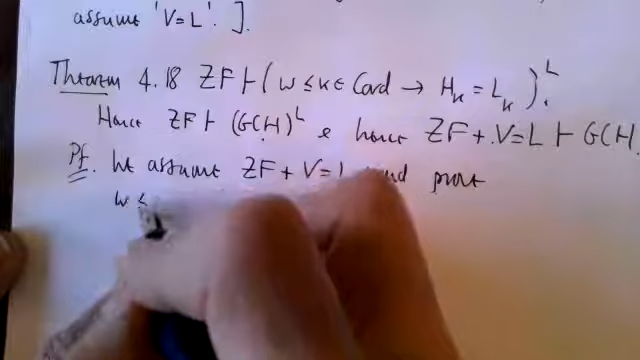 assume 'V=L'. ].
Theorem 4.18 ZF ⊢ (ω ≤ κ ∈ Card → H_κ = L_κ)^L.
Hence ZF ⊢ (GCH)^L & hence ZF + V=L ⊢ GCH
Pf. We assume ZF + V=L and prove
ω ≤